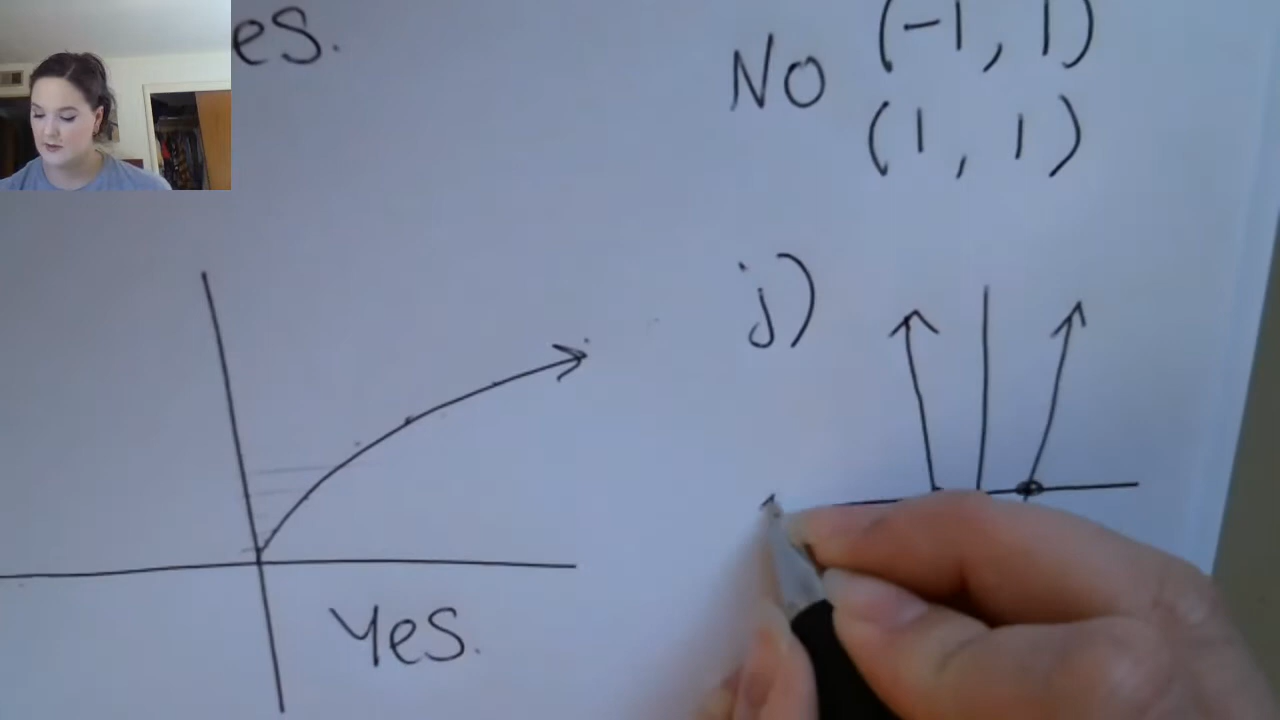 es.
NO (-1, 1)
(1, 1)
j)
Yes.